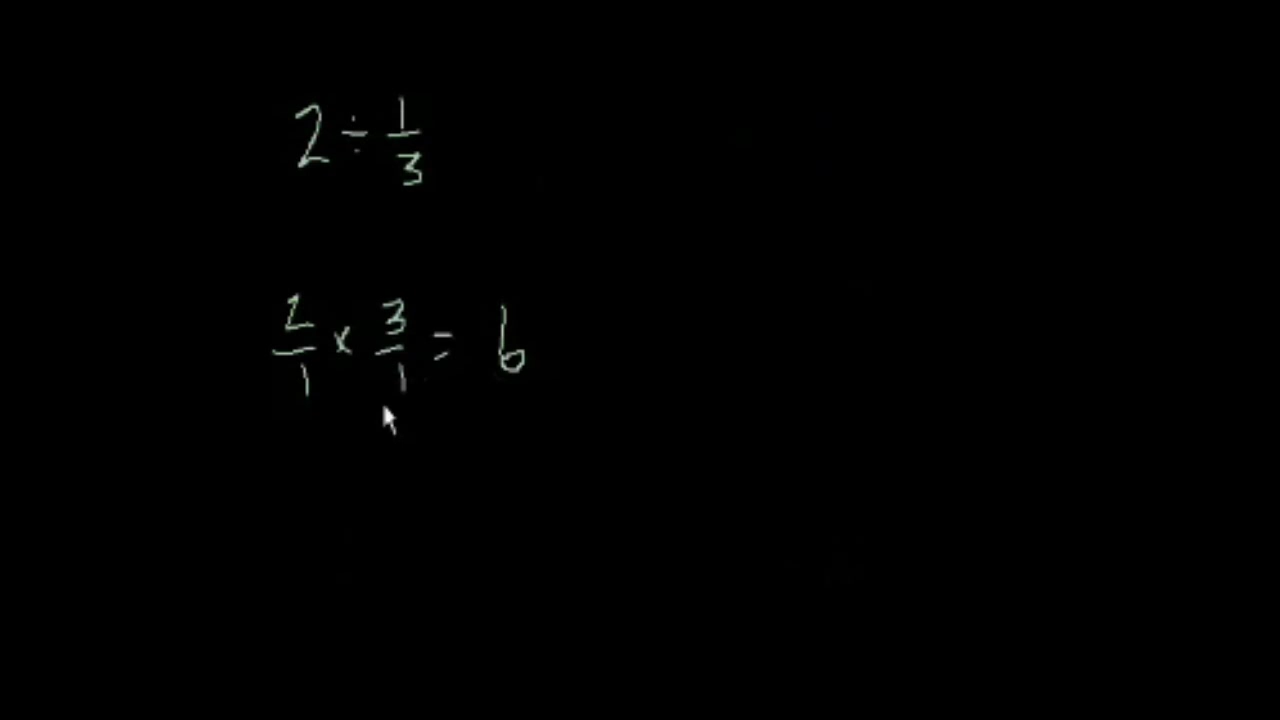 2 ÷ 1/3
2/1 × 3/1 = 6